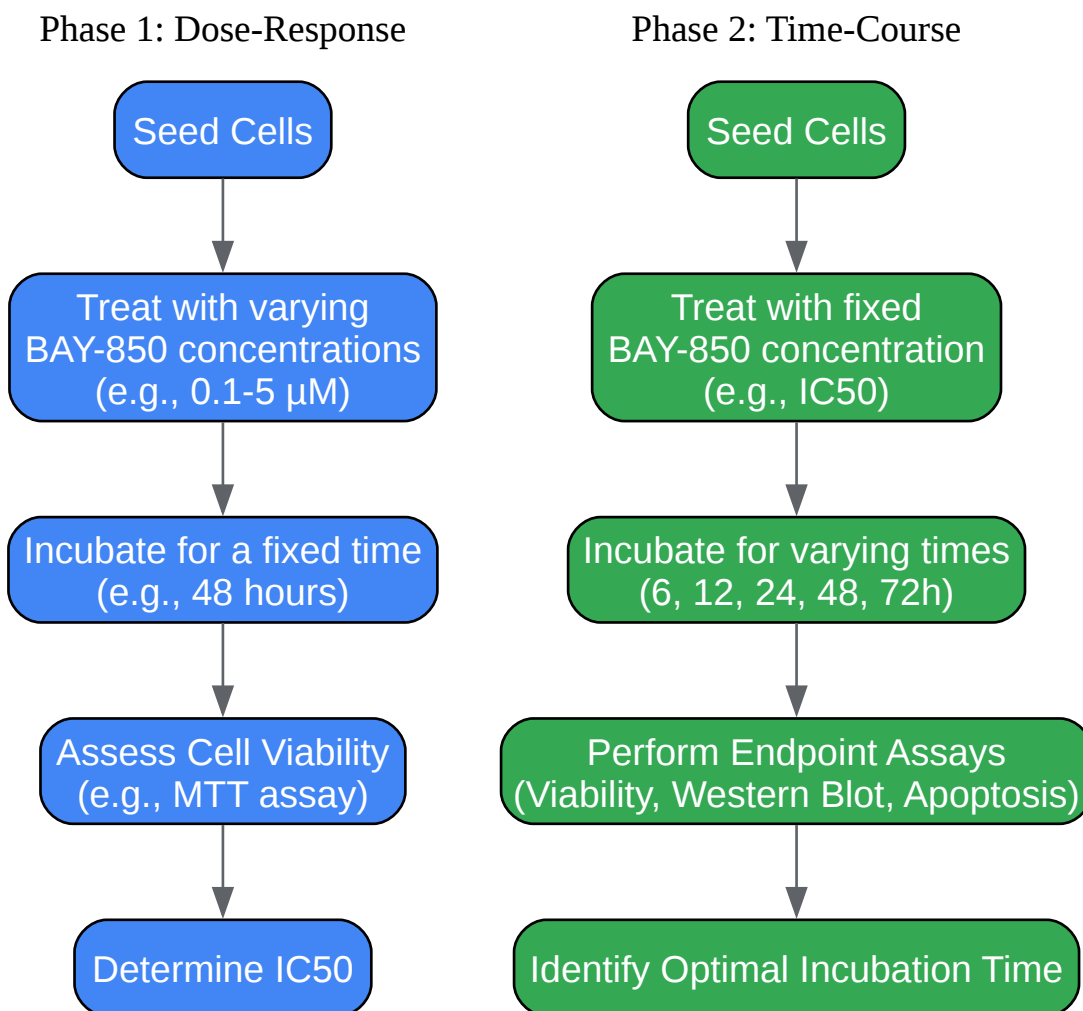 Phase 1: Dose-Response
Seed Cells
Treat with varying
BAY-850 concentrations
(e.g., 0.1-5 µM)
Incubate for a fixed time
(e.g., 48 hours)
Assess Cell Viability
(e.g., MTT assay)
Determine IC50
Phase 2: Time-Course
Seed Cells
Treat with fixed
BAY-850 concentration
(e.g., IC50)
Incubate for varying times
(6, 12, 24, 48, 72h)
Perform Endpoint Assays
(Viability, Western Blot, Apoptosis)
Identify Optimal Incubation Time